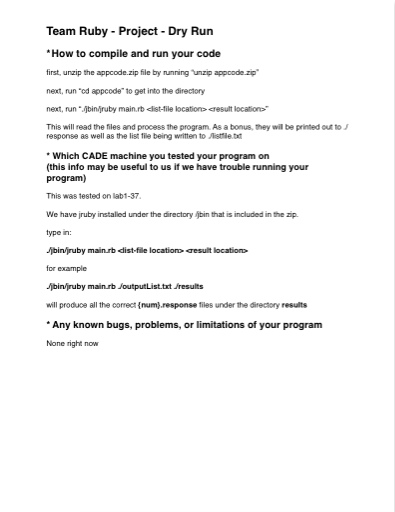 Team Ruby - Project - Dry Run
*How to compile and run your code
first, unzip the appcode.zip file by running "unzip appcode.zip"
next, run "cd appcode" to get into the directory
next, run "./jbin/jruby main.rb <list-file location> <result location>"
This will read the files and process the program. As a bonus, they will be printed out to ./
response as well as the list file being written to ./listfile.txt
* Which CADE machine you tested your program on
(this info may be useful to us if we have trouble running your
program)
This was tested on lab1-37.
We have jruby installed under the directory /jbin that is included in the zip.
type in:
./jbin/jruby main.rb <list-file location> <result location>
for example
./jbin/jruby main.rb ./outputList.txt ./results
will produce all the correct {num}.response files under the directory results
* Any known bugs, problems, or limitations of your program
None right now